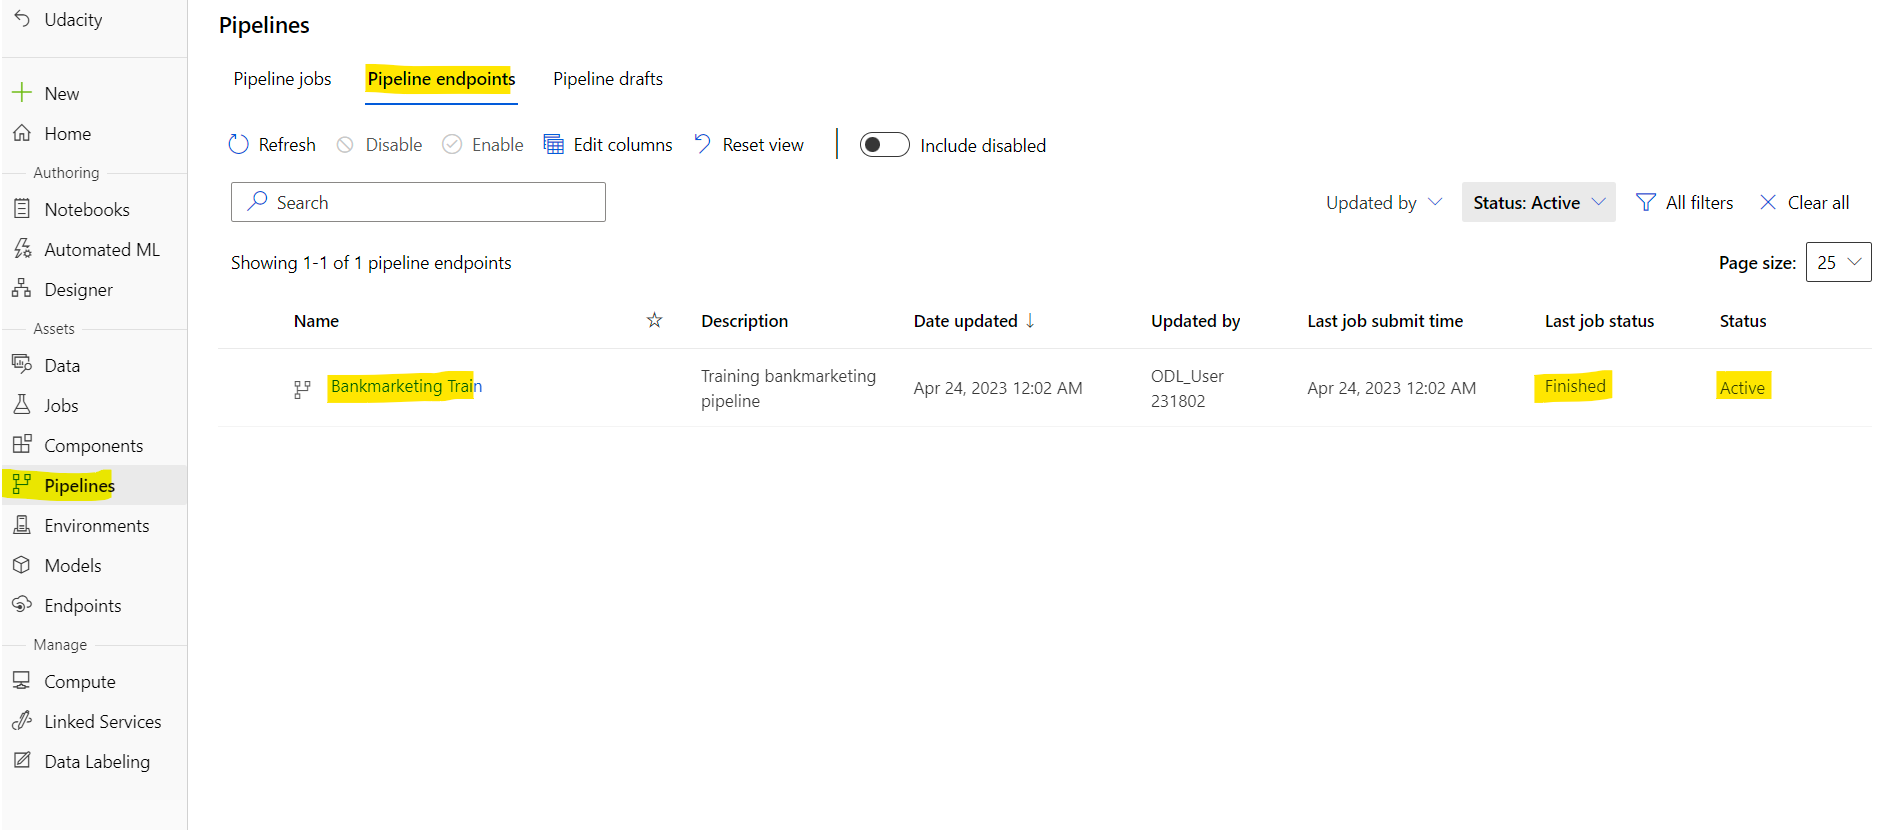 Udacity
New
Home
Authoring
Notebooks
Automated ML
Designer
Assets
Data
Jobs
Components
Pipelines
Environments
Models
Endpoints
Manage
Compute
Linked Services
Data Labeling
Pipelines
Pipeline jobs Pipeline endpoints Pipeline drafts
Refresh Disable Enable Edit columns Reset view Include disabled
Search Updated by Status: Active All filters Clear all
Showing 1-1 of 1 pipeline endpoints Page size: 25
Name Description Date updated Updated by Last job submit time Last job status Status
Bankmarketing Train Training bankmarketing Apr 24, 2023 12:02 AM ODL_User Apr 24, 2023 12:02 AM Finished Active
pipeline 231802